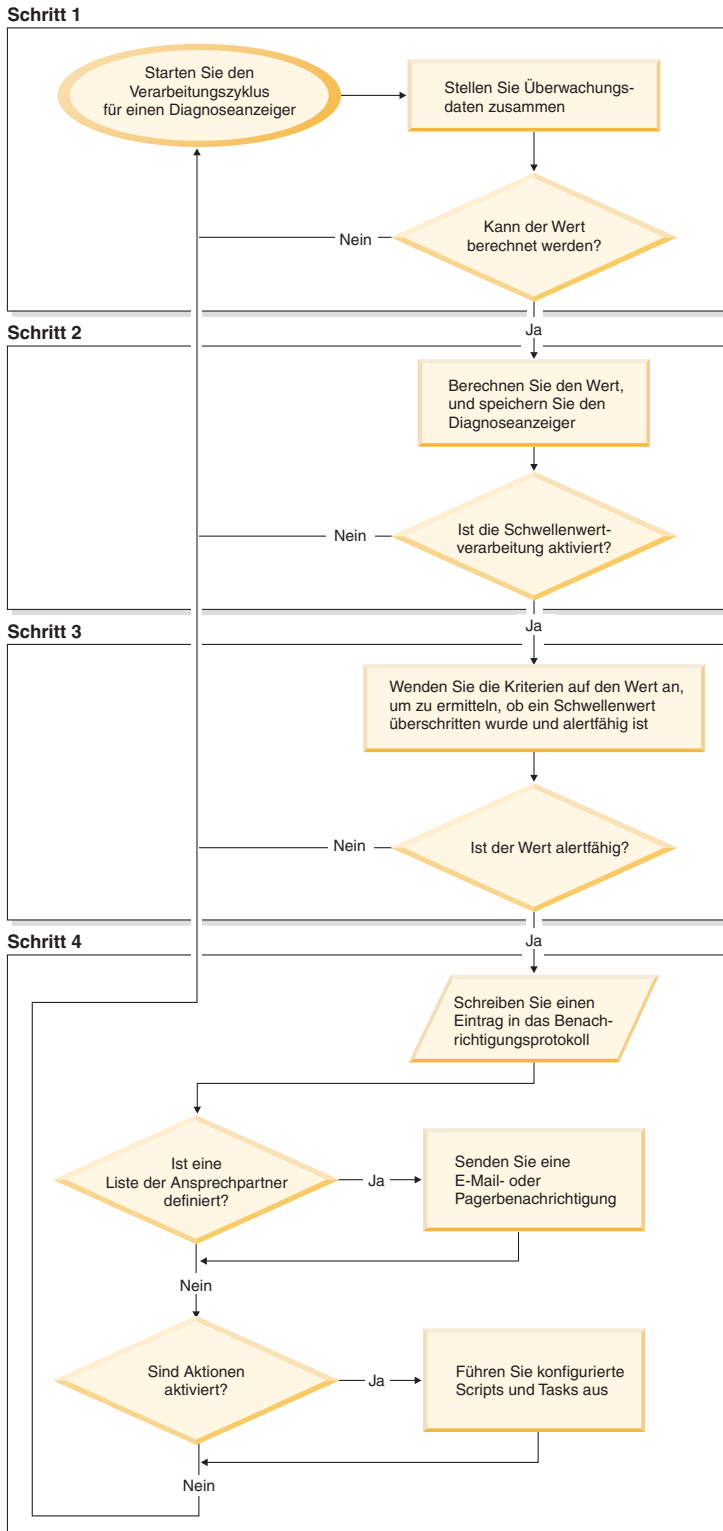 Schritt 1
Starten Sie den
Verarbeitungszyklus
für einen Diagnoseanzeiger
Stellen Sie Überwachungs-
daten zusammen
Kann der Wert
berechnet werden?
Nein
Ja
Schritt 2
Berechnen Sie den Wert,
und speichern Sie den
Diagnoseanzeiger
Ist die Schwellenwert-
verarbeitung aktiviert?
Nein
Ja
Schritt 3
Wenden Sie die Kriterien auf den Wert an,
um zu ermitteln, ob ein Schwellenwert
überschritten wurde und alertfähig ist
Ist der Wert alertfähig?
Nein
Ja
Schritt 4
Schreiben Sie einen
Eintrag in das Benach-
richtigungsprotokoll
Ist eine
Liste der Ansprechpartner
definiert?
Ja
Senden Sie eine
E-Mail- oder
Pagerbenachrichtigung
Nein
Sind Aktionen
aktiviert?
Ja
Führen Sie konfigurierte
Scripts und Tasks aus
Nein